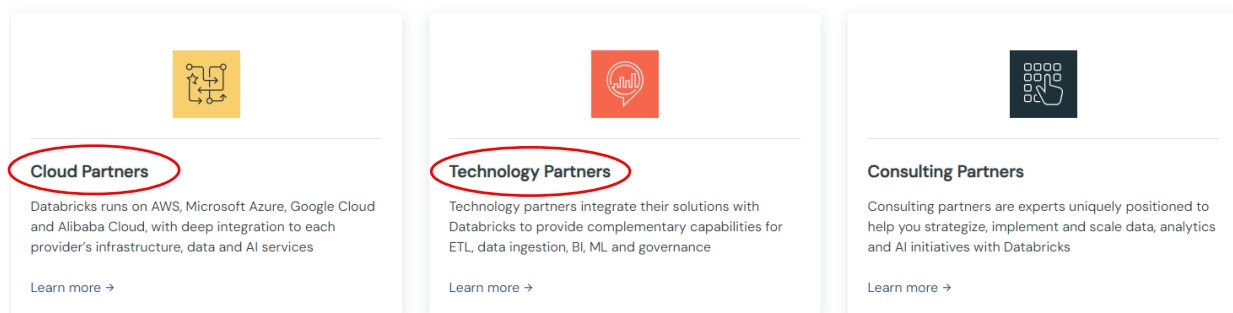 Cloud Partners
Databricks runs on AWS, Microsoft Azure, Google Cloud
and Alibaba Cloud, with deep integration to each
provider's infrastructure, data and AI services
Learn more →
Technology Partners
Technology partners integrate their solutions with
Databricks to provide complementary capabilities for
ETL, data ingestion, BI, ML and governance
Learn more →
Consulting Partners
Consulting partners are experts uniquely positioned to
help you strategize, implement and scale data, analytics
and AI initiatives with Databricks
Learn more →